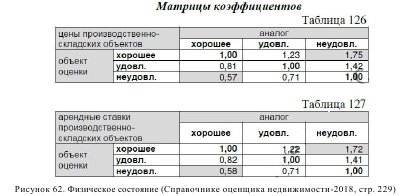 Матрицы коэффициентов
Таблица 126
цены производственно-складских объектов
аналог
хорошее удовл. неудовл.
объект оценки
хорошее 1,00 1,23 1,75
удовл. 0,81 1,00 1,42
неудовл. 0,57 0,71 1,00
Таблица 127
арендные ставки производственно-складских объектов
аналог
хорошее удовл. неудовл.
объект оценки
хорошее 1,00 1,22 1,72
удовл. 0,82 1,00 1,41
неудовл. 0,58 0,71 1,00
Рисунок 62. Физическое состояние (Справочнике оценщика недвижимости-2018, стр. 229)